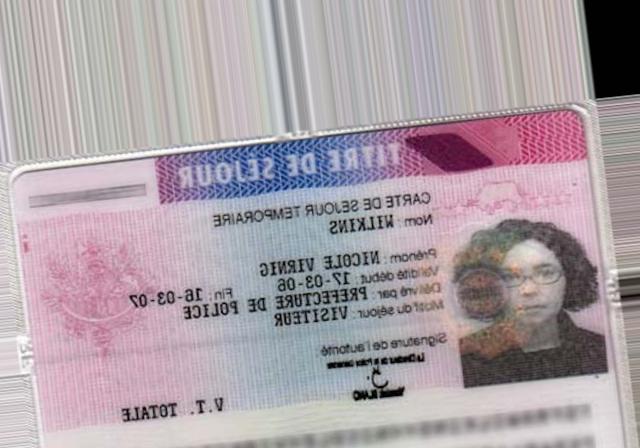 TITRE DE SEJOUR
CARTE DE SEJOUR TEMPORAIRE
Nom: WILKINS
Prénom: NICOLE VIRNIG
Validité début: 17-03-06 Fin: 16-03-07
Délivré par: PREFECTURE DE POLICE
Motif du séjour: VISITEUR
Signature de l'autorité
V.T. TOTALE